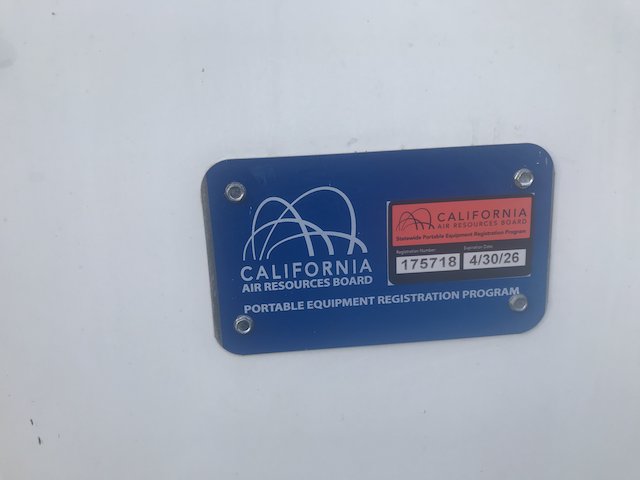 CALIFORNIA
AIR RESOURCES BOARD
PORTABLE EQUIPMENT REGISTRATION PROGRAM
CALIFORNIA
AIR RESOURCES BOARD
Statewide Portable Equipment Registration Program
Registration Number: Expiration Date:
175718 4/30/26